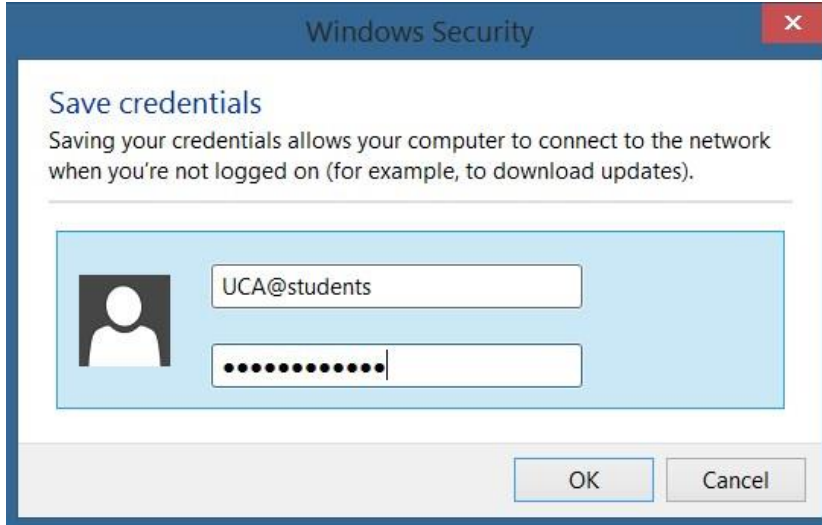 Windows Security
x
Save credentials
Saving your credentials allows your computer to connect to the network
when you're not logged on (for example, to download updates).
UCA@students
••••••••••••
OK
Cancel